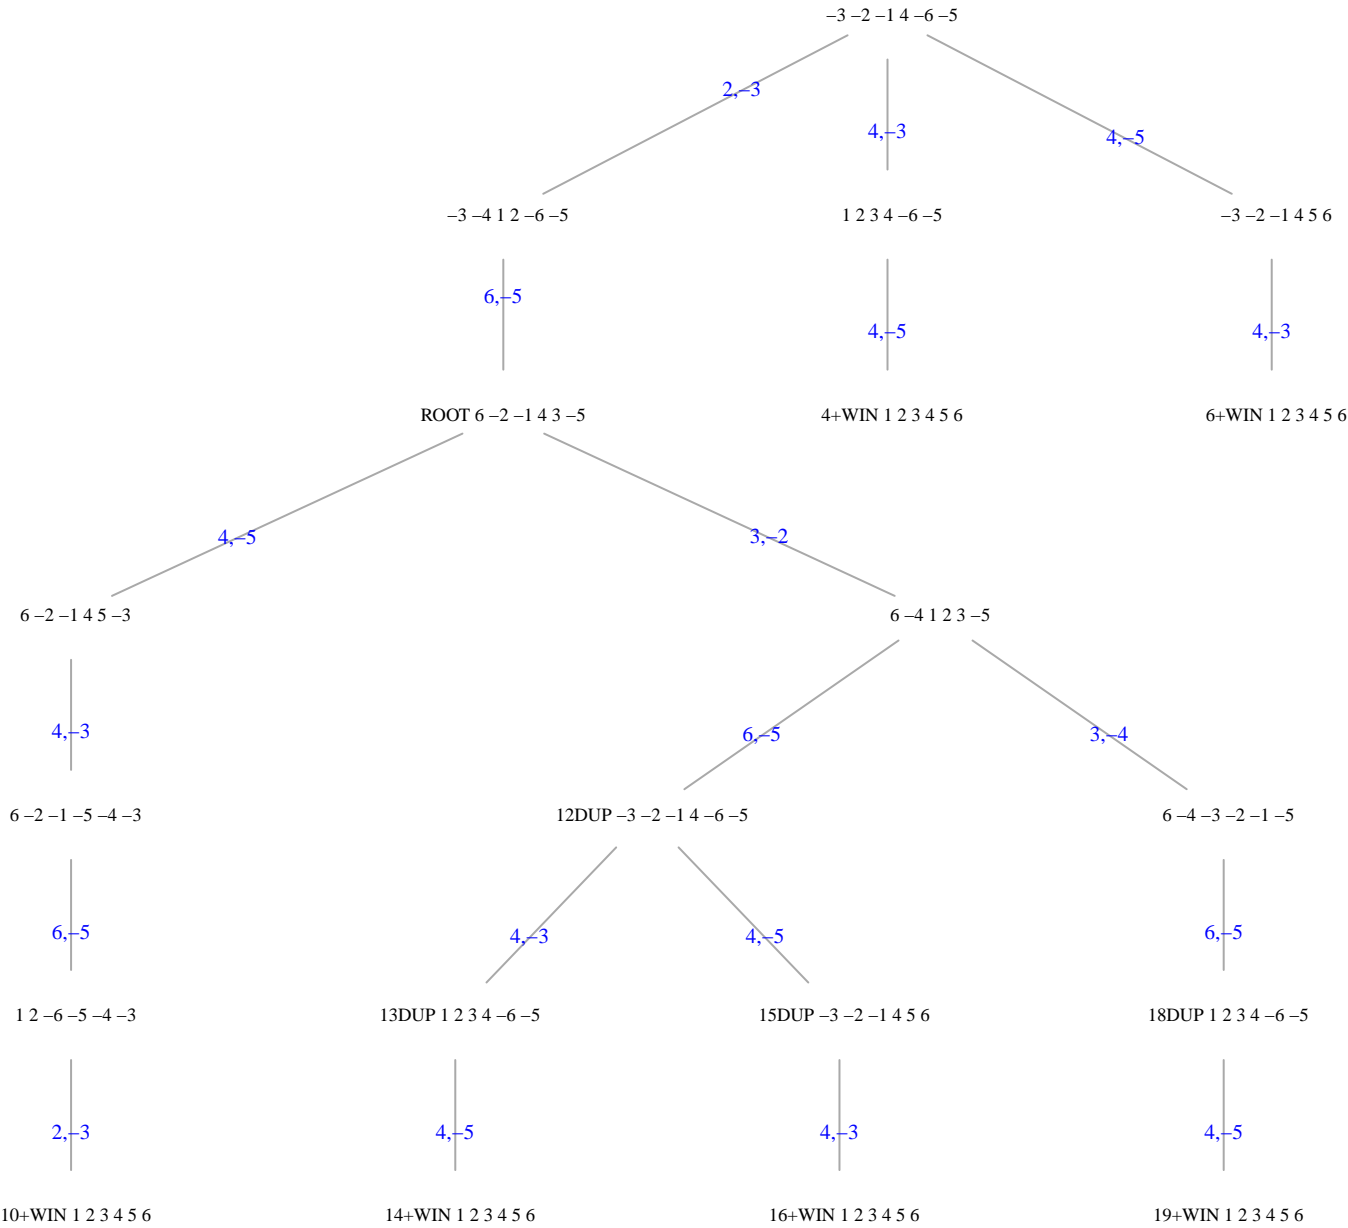 –3 –2 –1 4 –6 –5
2,–3
4,–3
4,–5
–3 –4 1 2 –6 –5
1 2 3 4 –6 –5
–3 –2 –1 4 5 6
6,–5
4,–5
4,–3
ROOT 6 –2 –1 4 3 –5
4+WIN 1 2 3 4 5 6
6+WIN 1 2 3 4 5 6
4,–5
3,–2
6 –2 –1 4 5 –3
6 –4 1 2 3 –5
4,–3
6,–5
3,–4
6 –2 –1 –5 –4 –3
12DUP –3 –2 –1 4 –6 –5
6 –4 –3 –2 –1 –5
6,–5
4,–3
4,–5
6,–5
1 2 –6 –5 –4 –3
13DUP 1 2 3 4 –6 –5
15DUP –3 –2 –1 4 5 6
18DUP 1 2 3 4 –6 –5
2,–3
4,–5
4,–3
4,–5
10+WIN 1 2 3 4 5 6
14+WIN 1 2 3 4 5 6
16+WIN 1 2 3 4 5 6
19+WIN 1 2 3 4 5 6